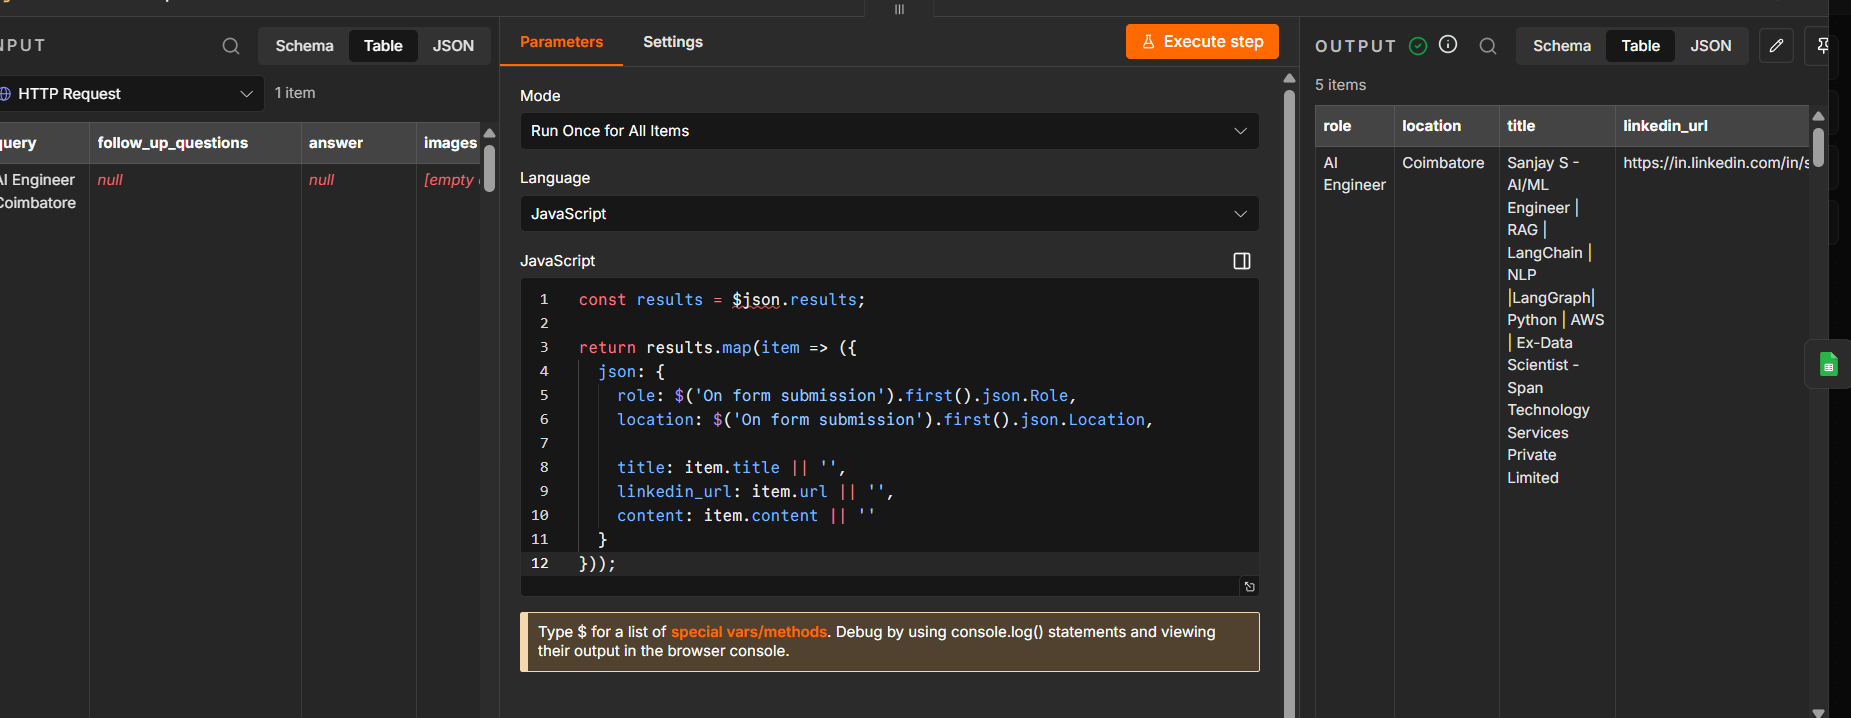 NPUT
Schema
Table
JSON
HTTP Request
1 item
query
follow_up_questions
answer
images
AI Engineer
Coimbatore
null
null
[empty
Parameters
Settings
Execute step
Mode
Run Once for All Items
Language
JavaScript
JavaScript
1 const results = $json.results;
2
3 return results.map(item => ({
4 json: {
5 role: $('On form submission').first().json.Role,
6 location: $('On form submission').first().json.Location,
7
8 title: item.title || '',
9 linkedin_url: item.url || '',
10 content: item.content || ''
11 }
12 }));
Type $ for a list of special vars/methods. Debug by using console.log() statements and viewing
their output in the browser console.
OUTPUT
Schema
Table
JSON
5 items
role
location
title
linkedin_url
AI
Engineer
Coimbatore
Sanjay S -
AI/ML
Engineer |
RAG |
LangChain |
NLP
|LangGraph|
Python | AWS
| Ex-Data
Scientist -
Span
Technology
Services
Private
Limited
https://in.linkedin.com/in/s